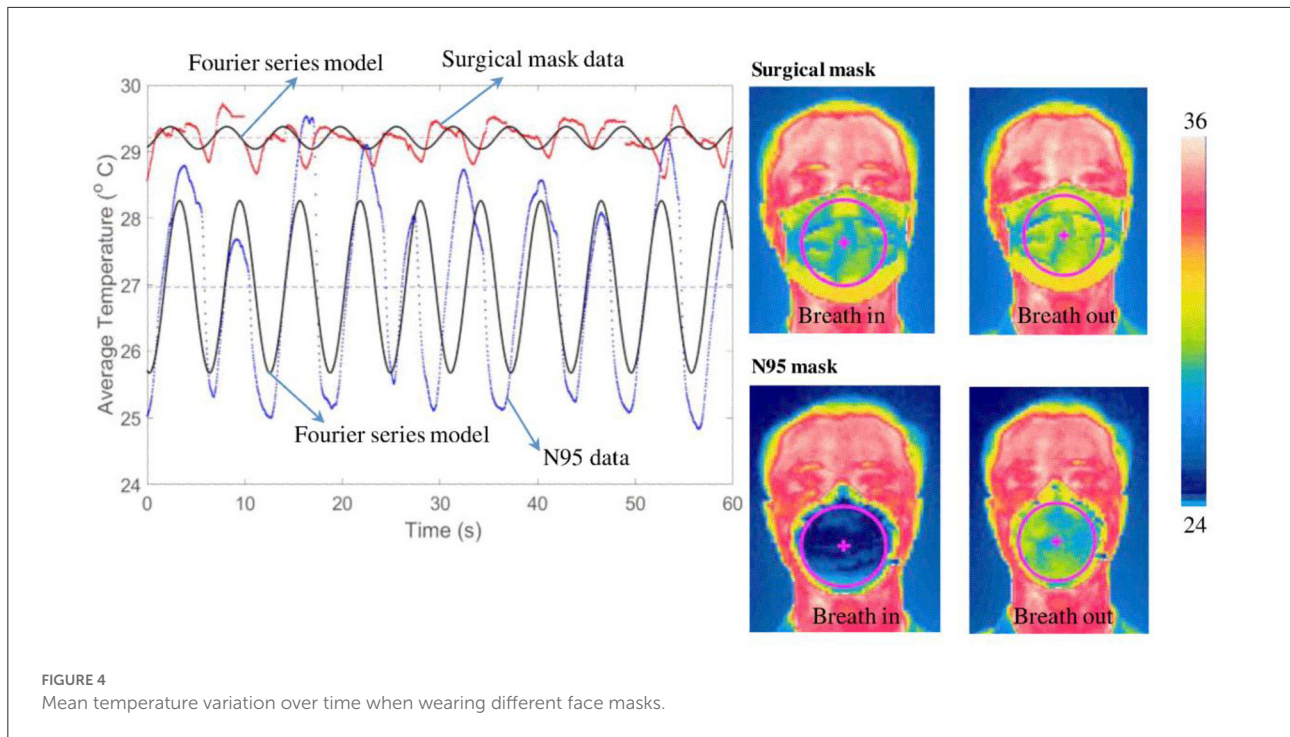 Fourier series model
Surgical mask data
30
29
28
27
26
25
24
Average Temperature (° C)
0 10 20 30 40 50 60
Time (s)
Fourier series model
N95 data
Surgical mask
Breath in
Breath out
N95 mask
Breath in
Breath out
36
24
FIGURE 4
Mean temperature variation over time when wearing different face masks.